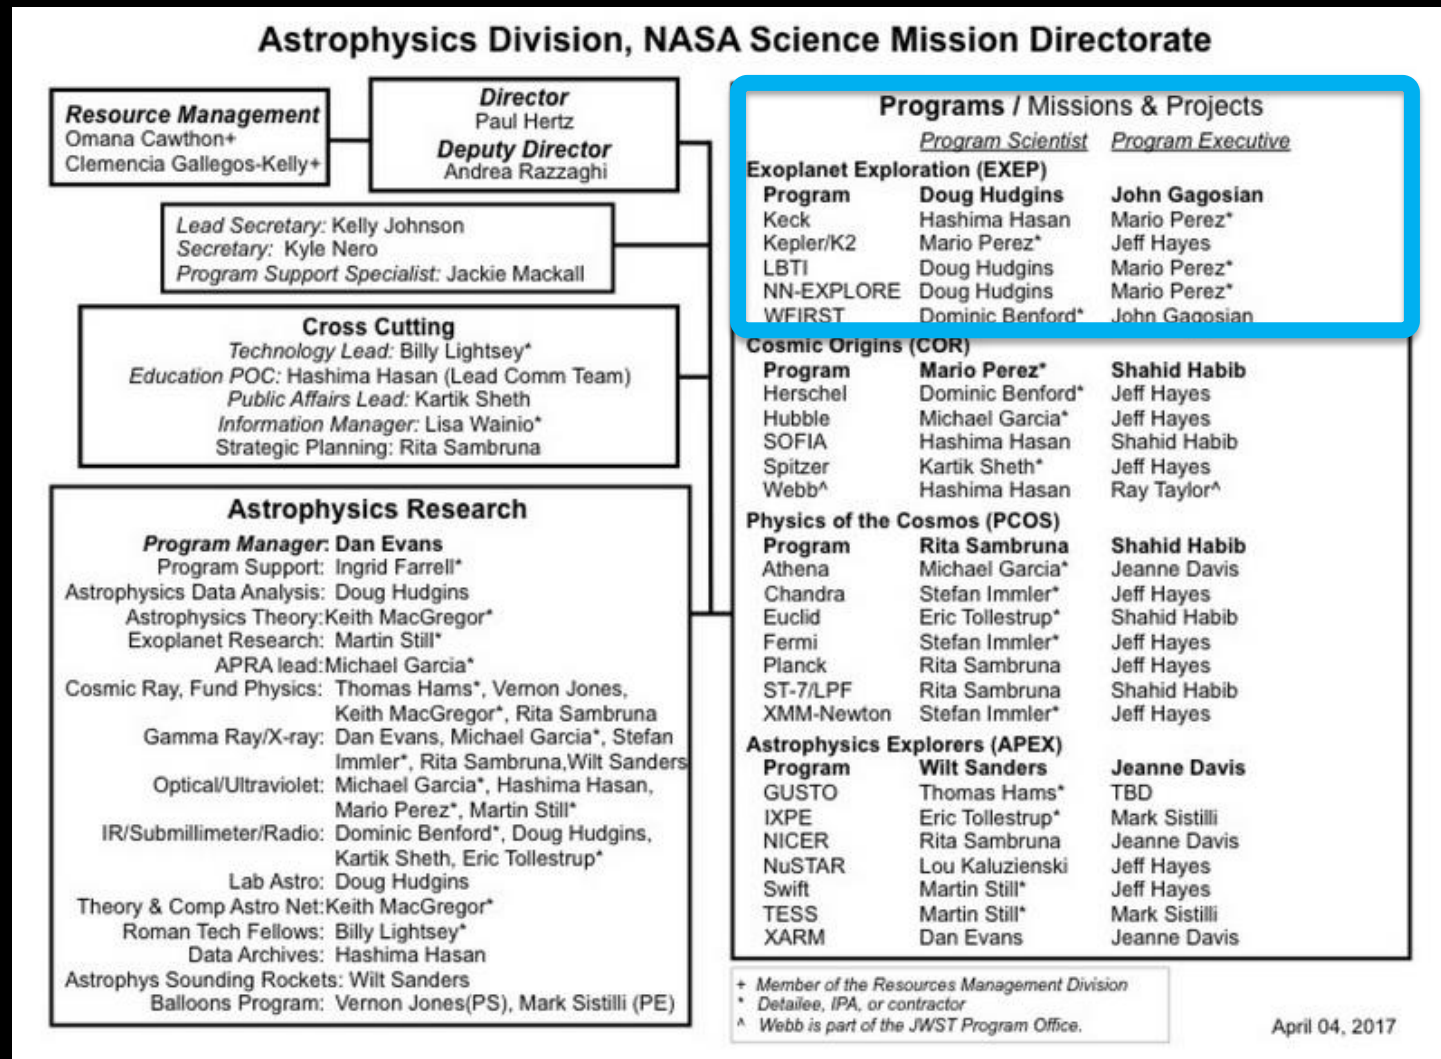 Astrophysics Division, NASA Science Mission Directorate
Resource Management
Omana Cawthon+
Clemencia Gallegos-Kelly+
Director
Paul Hertz
Deputy Director
Andrea Razzaghi
Lead Secretary: Kelly Johnson
Secretary: Kyle Nero
Program Support Specialist: Jackie Mackall
Cross Cutting
Technology Lead: Billy Lightsey*
Education POC: Hashima Hasan (Lead Comm Team)
Public Affairs Lead: Kartik Sheth
Information Manager: Lisa Wainio*
Strategic Planning: Rita Sambruna
Astrophysics Research
Program Manager: Dan Evans
Program Support: Ingrid Farrell*
Astrophysics Data Analysis: Doug Hudgins
Astrophysics Theory:Keith MacGregor*
Exoplanet Research: Martin Still*
APRA lead:Michael Garcia*
Cosmic Ray, Fund Physics: Thomas Hams*, Vernon Jones,
Keith MacGregor*, Rita Sambruna
Gamma Ray/X-ray: Dan Evans, Michael Garcia*, Stefan
Immler*, Rita Sambruna,Wilt Sanders
Optical/Ultraviolet: Michael Garcia*, Hashima Hasan,
Mario Perez*, Martin Still*
IR/Submillimeter/Radio: Dominic Benford*, Doug Hudgins,
Kartik Sheth, Eric Tollestrup*
Lab Astro: Doug Hudgins
Theory & Comp Astro Net:Keith MacGregor*
Roman Tech Fellows: Billy Lightsey*
Data Archives: Hashima Hasan
Astrophys Sounding Rockets: Wilt Sanders
Balloons Program: Vernon Jones(PS), Mark Sistilli (PE)
Programs / Missions & Projects
Program Scientist Program Executive
Exoplanet Exploration (EXEP)
Program Doug Hudgins John Gagosian
Keck Hashima Hasan Mario Perez*
Kepler/K2 Mario Perez* Jeff Hayes
LBTI Doug Hudgins Mario Perez*
NN-EXPLORE Doug Hudgins Mario Perez*
WFIRST Dominic Benford* John Gagosian
Cosmic Origins (COR)
Program Mario Perez* Shahid Habib
Herschel Dominic Benford* Jeff Hayes
Hubble Michael Garcia* Jeff Hayes
SOFIA Hashima Hasan Shahid Habib
Spitzer Kartik Sheth* Jeff Hayes
Webb^ Hashima Hasan Ray Taylor^
Physics of the Cosmos (PCOS)
Program Rita Sambruna Shahid Habib
Athena Michael Garcia* Jeanne Davis
Chandra Stefan Immler* Jeff Hayes
Euclid Eric Tollestrup* Shahid Habib
Fermi Stefan Immler* Jeff Hayes
Planck Rita Sambruna Jeff Hayes
ST-7/LPF Rita Sambruna Shahid Habib
XMM-Newton Stefan Immler* Jeff Hayes
Astrophysics Explorers (APEX)
Program Wilt Sanders Jeanne Davis
GUSTO Thomas Hams* TBD
IXPE Eric Tollestrup* Mark Sistilli
NICER Rita Sambruna Jeanne Davis
NuSTAR Lou Kaluzienski Jeff Hayes
Swift Martin Still* Jeff Hayes
TESS Martin Still* Mark Sistilli
XARM Dan Evans Jeanne Davis
+ Member of the Resources Management Division
* Detailee, IPA, or contractor
^ Webb is part of the JWST Program Office.
April 04, 2017